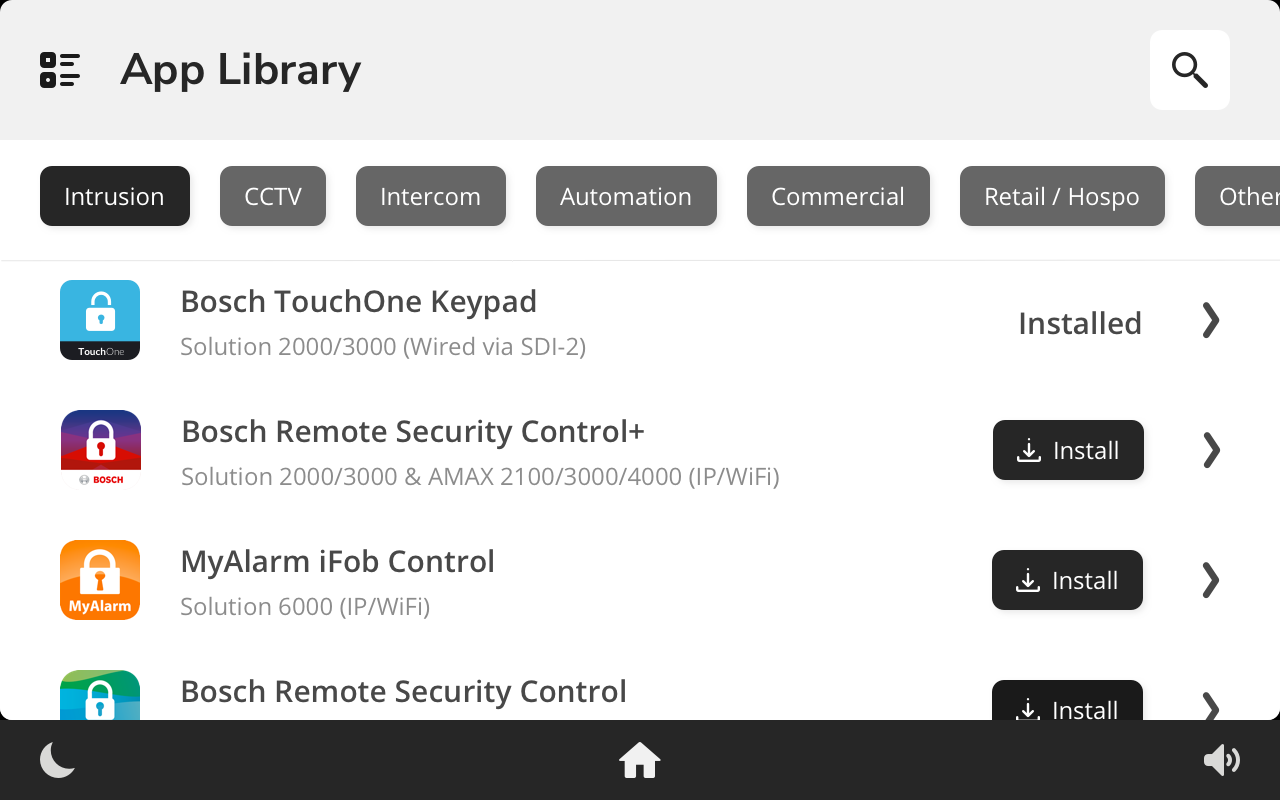 App Library
Intrusion CCTV Intercom Automation Commercial Retail / Hospo Other
Bosch TouchOne Keypad
Solution 2000/3000 (Wired via SDI-2)
Installed
TouchOne
Bosch Remote Security Control+
Solution 2000/3000 & AMAX 2100/3000/4000 (IP/WiFi)
Install
BOSCH
MyAlarm iFob Control
Solution 6000 (IP/WiFi)
Install
MyAlarm
Bosch Remote Security Control
Install